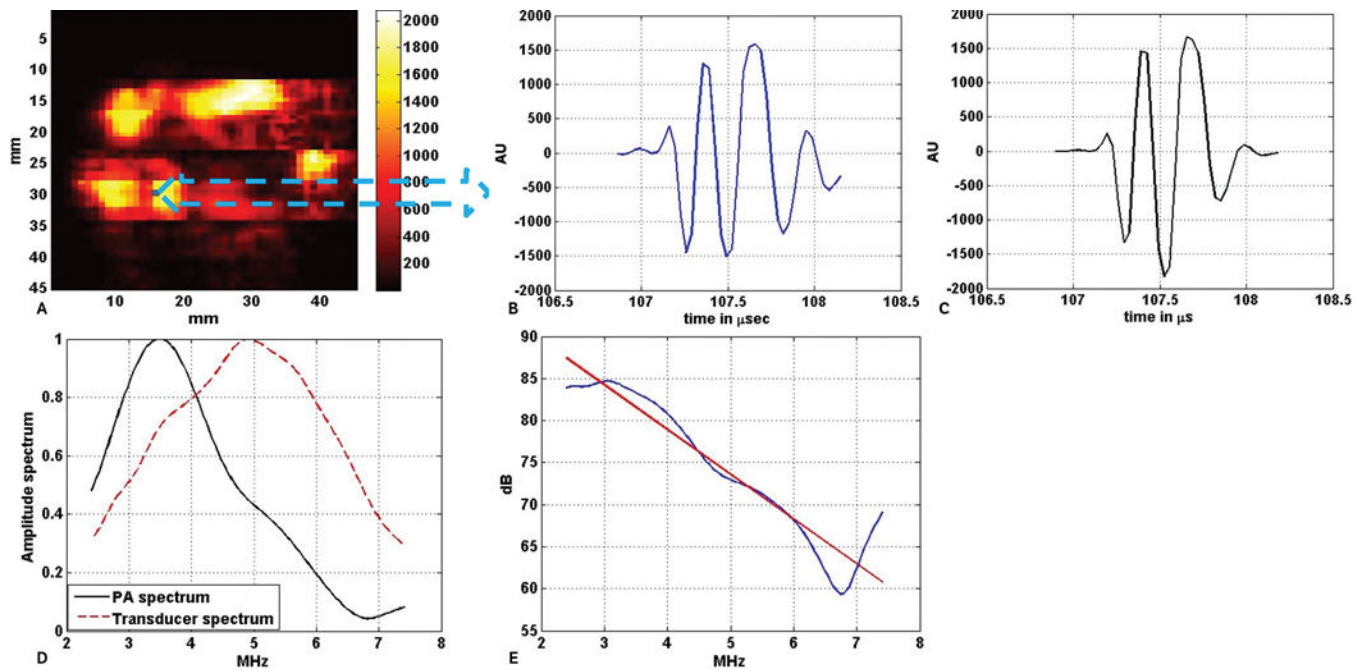 mm
5
10
15
20
25
30
35
40
45
10 20 30 40
mm
2000
1800
1600
1400
1200
1000
800
600
400
200
A
AU
2000
1500
1000
500
0
-500
-1000
-1500
-2000
106.5 107 107.5 108 108.5
time in μsec
B
AU
2000
1500
1000
500
0
-500
-1000
-1500
-2000
106.5 107 107.5 108 108.5
time in μs
C
Amplitude spectrum
1
0.8
0.6
0.4
0.2
0
PA spectrum
Transducer spectrum
2 3 4 5 6 7 8
MHz
D
dB
90
85
80
75
70
65
60
55
2 3 4 5 6 7 8
MHz
E